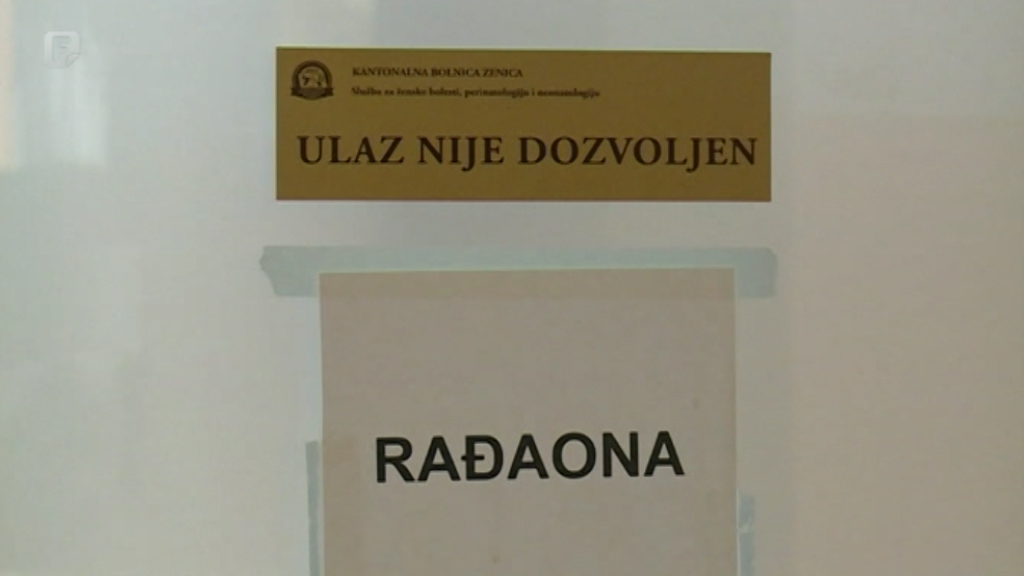 KANTONALNA BOLNICA ZENICA
Služba za ženske bolesti, perinatologiju i neonatologiju
ULAZ NIJE DOZVOLJEN
RAĐAONA